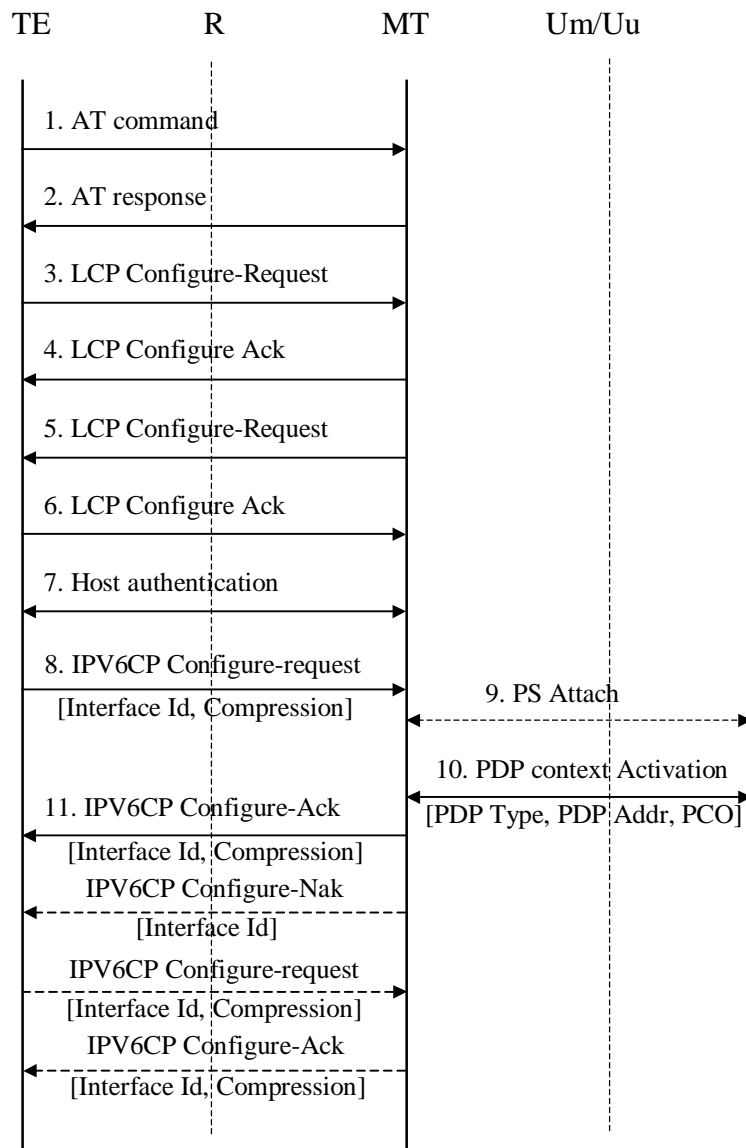 TE R MT Um/Uu
1. AT command
2. AT response
3. LCP Configure-Request
4. LCP Configure Ack
5. LCP Configure-Request
6. LCP Configure Ack
7. Host authentication
8. IPV6CP Configure-request
[Interface Id, Compression]
9. PS Attach
10. PDP context Activation
[PDP Type, PDP Addr, PCO]
11. IPV6CP Configure-Ack
[Interface Id, Compression]
IPV6CP Configure-Nak
[Interface Id]
IPV6CP Configure-request
[Interface Id, Compression]
IPV6CP Configure-Ack
[Interface Id, Compression]